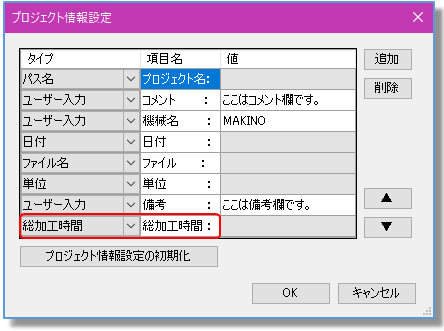 プロジェクト情報設定
タイプ 項目名 値
パス名 プロジェクト名:
ユーザー入力 コメント : ここはコメント欄です。
ユーザー入力 機械名 : MAKINO
日付 日付 :
ファイル名 ファイル :
単位 単位 :
ユーザー入力 備考 : ここは備考欄です。
総加工時間 総加工時間 :
追加
削除
▲
▼
プロジェクト情報設定の初期化
OK キャンセル